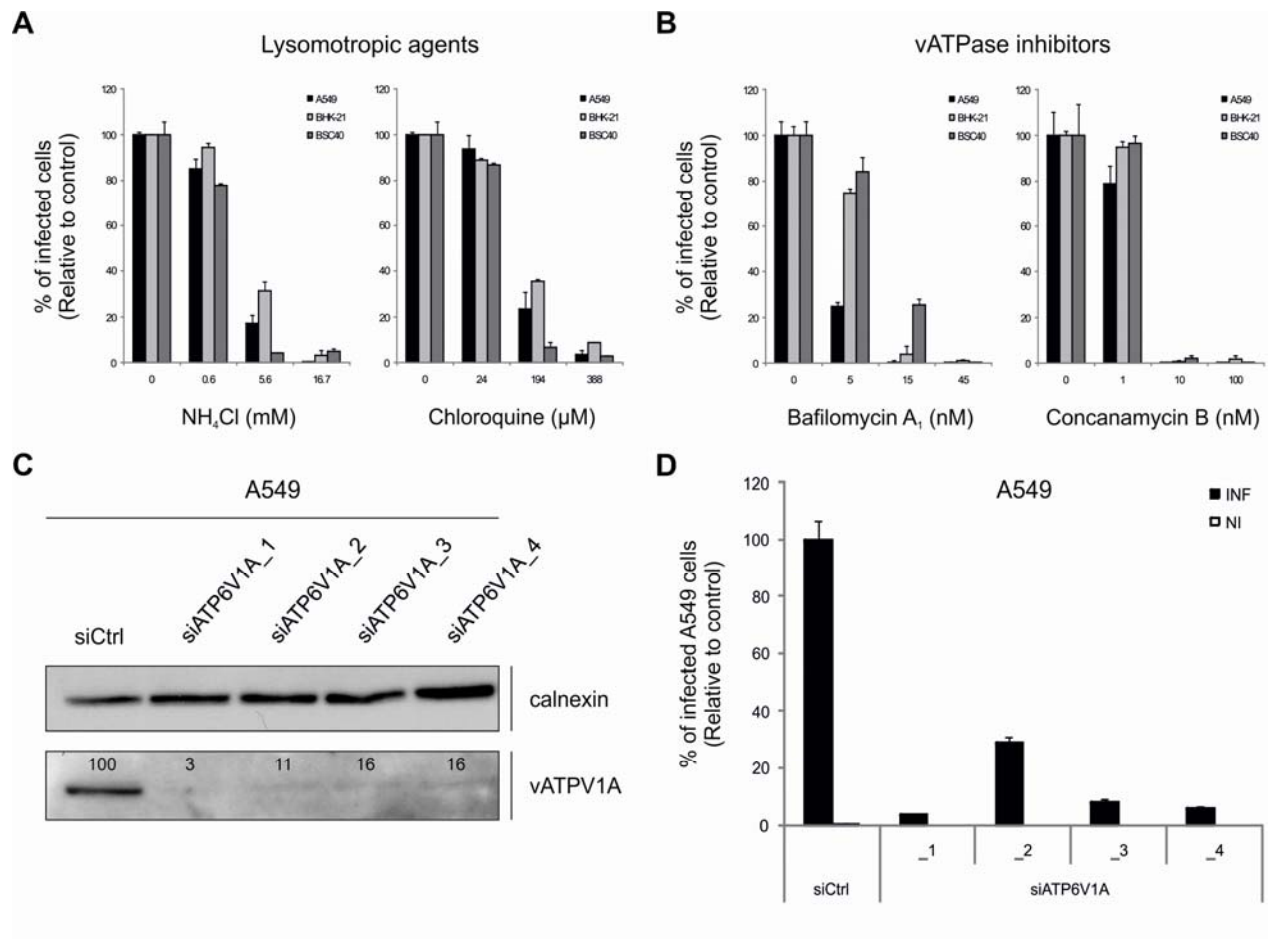 A
Lysomotropic agents
% of infected cells
(Relative to control)
120
100
80
60
40
20
0
A549
BHK-21
BSC40
0 0.6 5.6 16.7
NH₄Cl (mM)
120
100
80
60
40
20
0
A549
BHK-21
BSC40
0 24 194 388
Chloroquine (µM)
B
vATPase inhibitors
% of infected cells
(Relative to control)
120
100
80
60
40
20
0
A549
BHK-21
BSC40
0 5 15 45
Bafilomycin A₁ (nM)
120
100
80
60
40
20
0
A549
BHK-21
BSC40
0 1 10 100
Concanamycin B (nM)
C
A549
siCtrl siATP6V1A_1 siATP6V1A_2 siATP6V1A_3 siATP6V1A_4
calnexin
100 3 11 16 16
vATPV1A
D
A549
% of infected A549 cells
(Relative to control)
120
100
80
60
40
20
0
INF
NI
_1 _2 _3 _4
siCtrl siATP6V1A